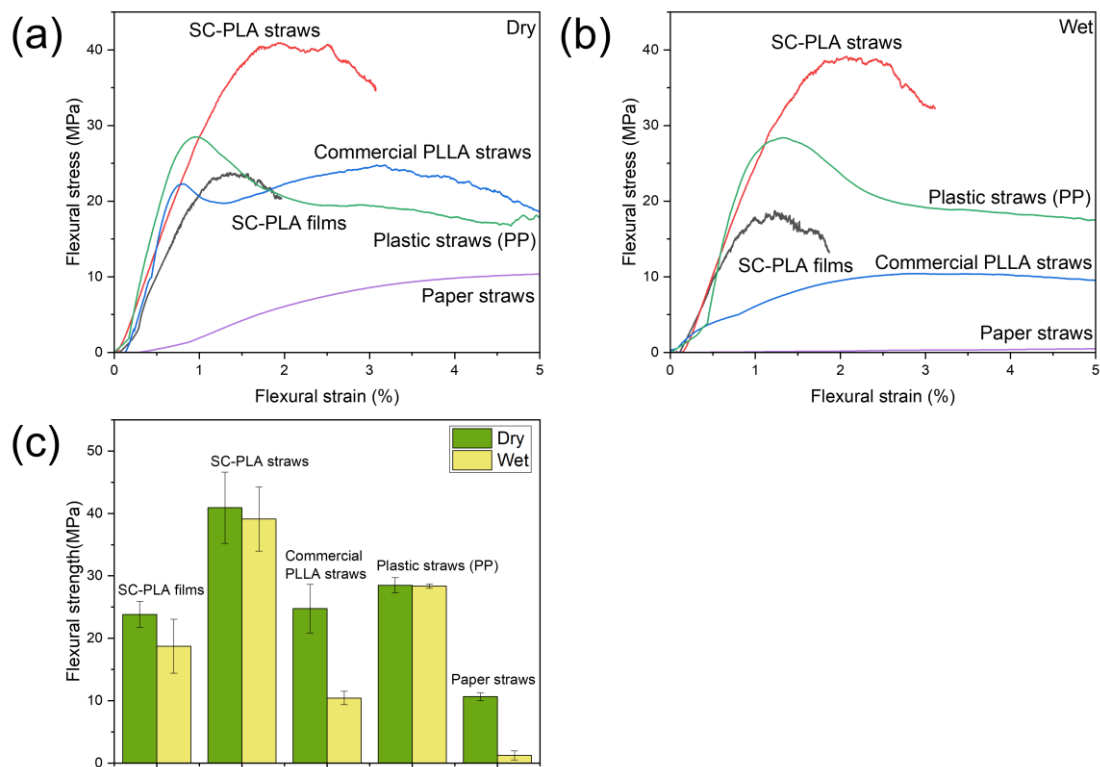 (a)
Dry
SC-PLA straws
Commercial PLLA straws
SC-PLA films
Plastic straws (PP)
Paper straws
Flexural stress (MPa)
40
30
20
10
0
0 1 2 3 4 5
Flexural strain (%)
(b)
Wet
SC-PLA straws
Plastic straws (PP)
SC-PLA films
Commercial PLLA straws
Paper straws
Flexural stress (MPa)
40
30
20
10
0
0 1 2 3 4 5
Flexural strain (%)
(c)
Dry
Wet
SC-PLA straws
Commercial
PLLA straws
Plastic straws (PP)
SC-PLA films
Paper straws
Flexural strength(MPa)
50
40
30
20
10
0